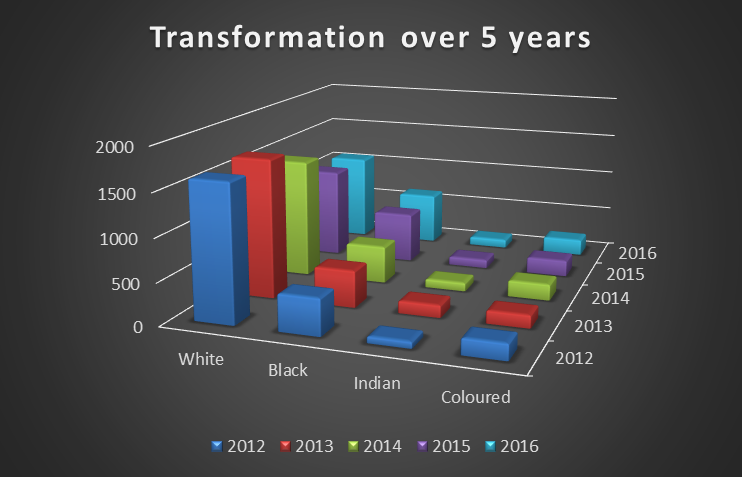 Transformation over 5 years
2000
1500
1000
500
0
White
Black
Indian
Coloured
2016
2015
2014
2013
2012
2012 2013 2014 2015 2016